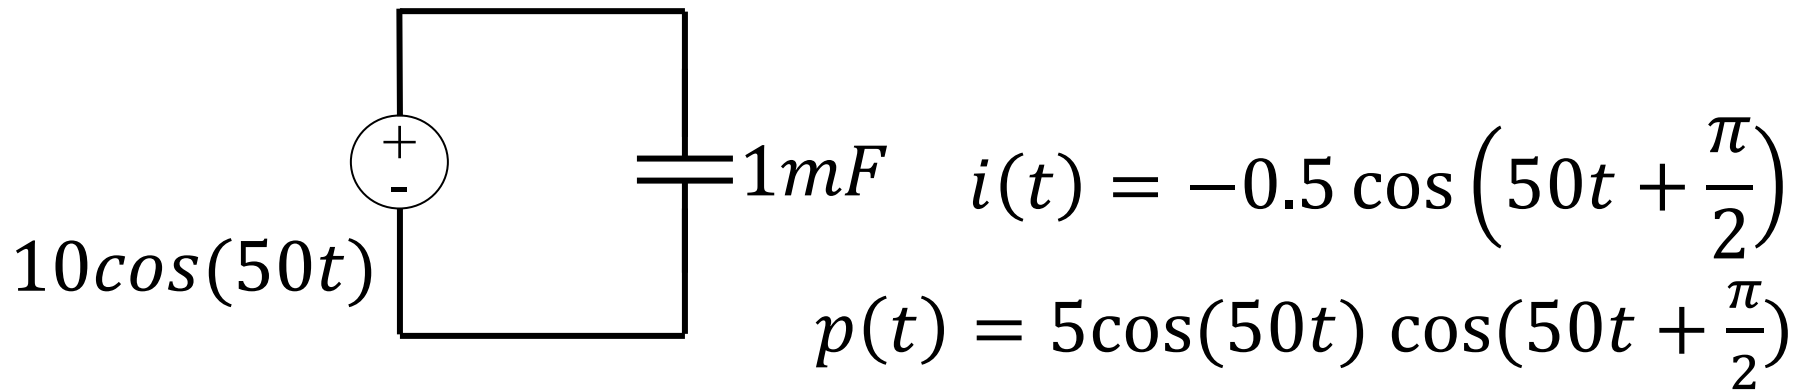 +
-
1mF
10cos(50t)
i(t) = −0.5 cos(50t + π/2)
p(t) = 5cos(50t) cos(50t + π/2)